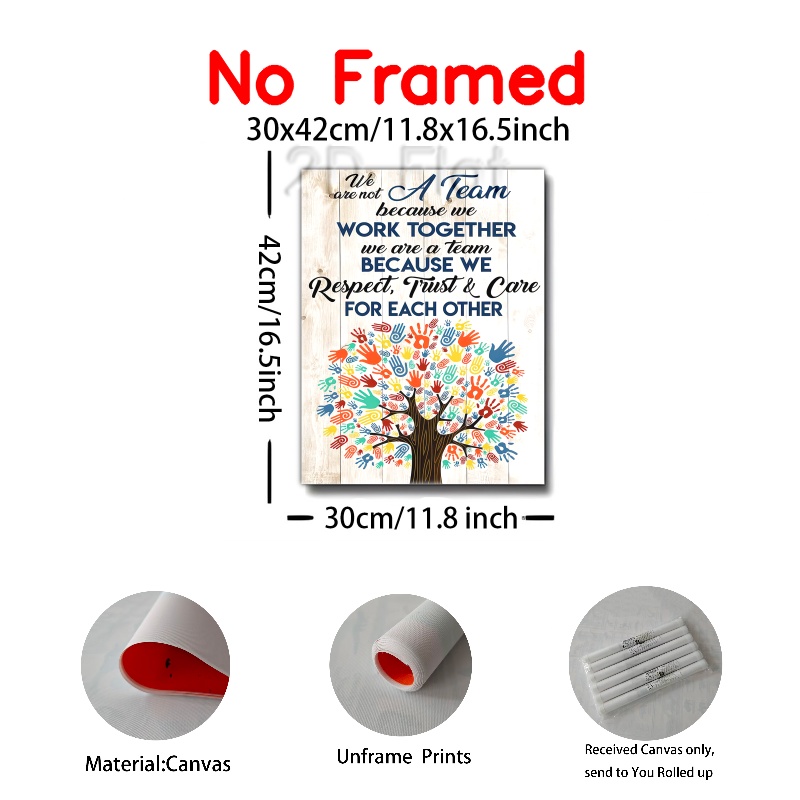 No Framed
30x42cm/11.8x16.5inch
2D Flat
42cm/16.5inch
We
are not A Team
because we
WORK TOGETHER
we are a team
BECAUSE WE
Respect, Trust & Care
FOR EACH OTHER
30cm/11.8 inch
Material:Canvas
Unframe Prints
Received Canvas only,
send to You Rolled up